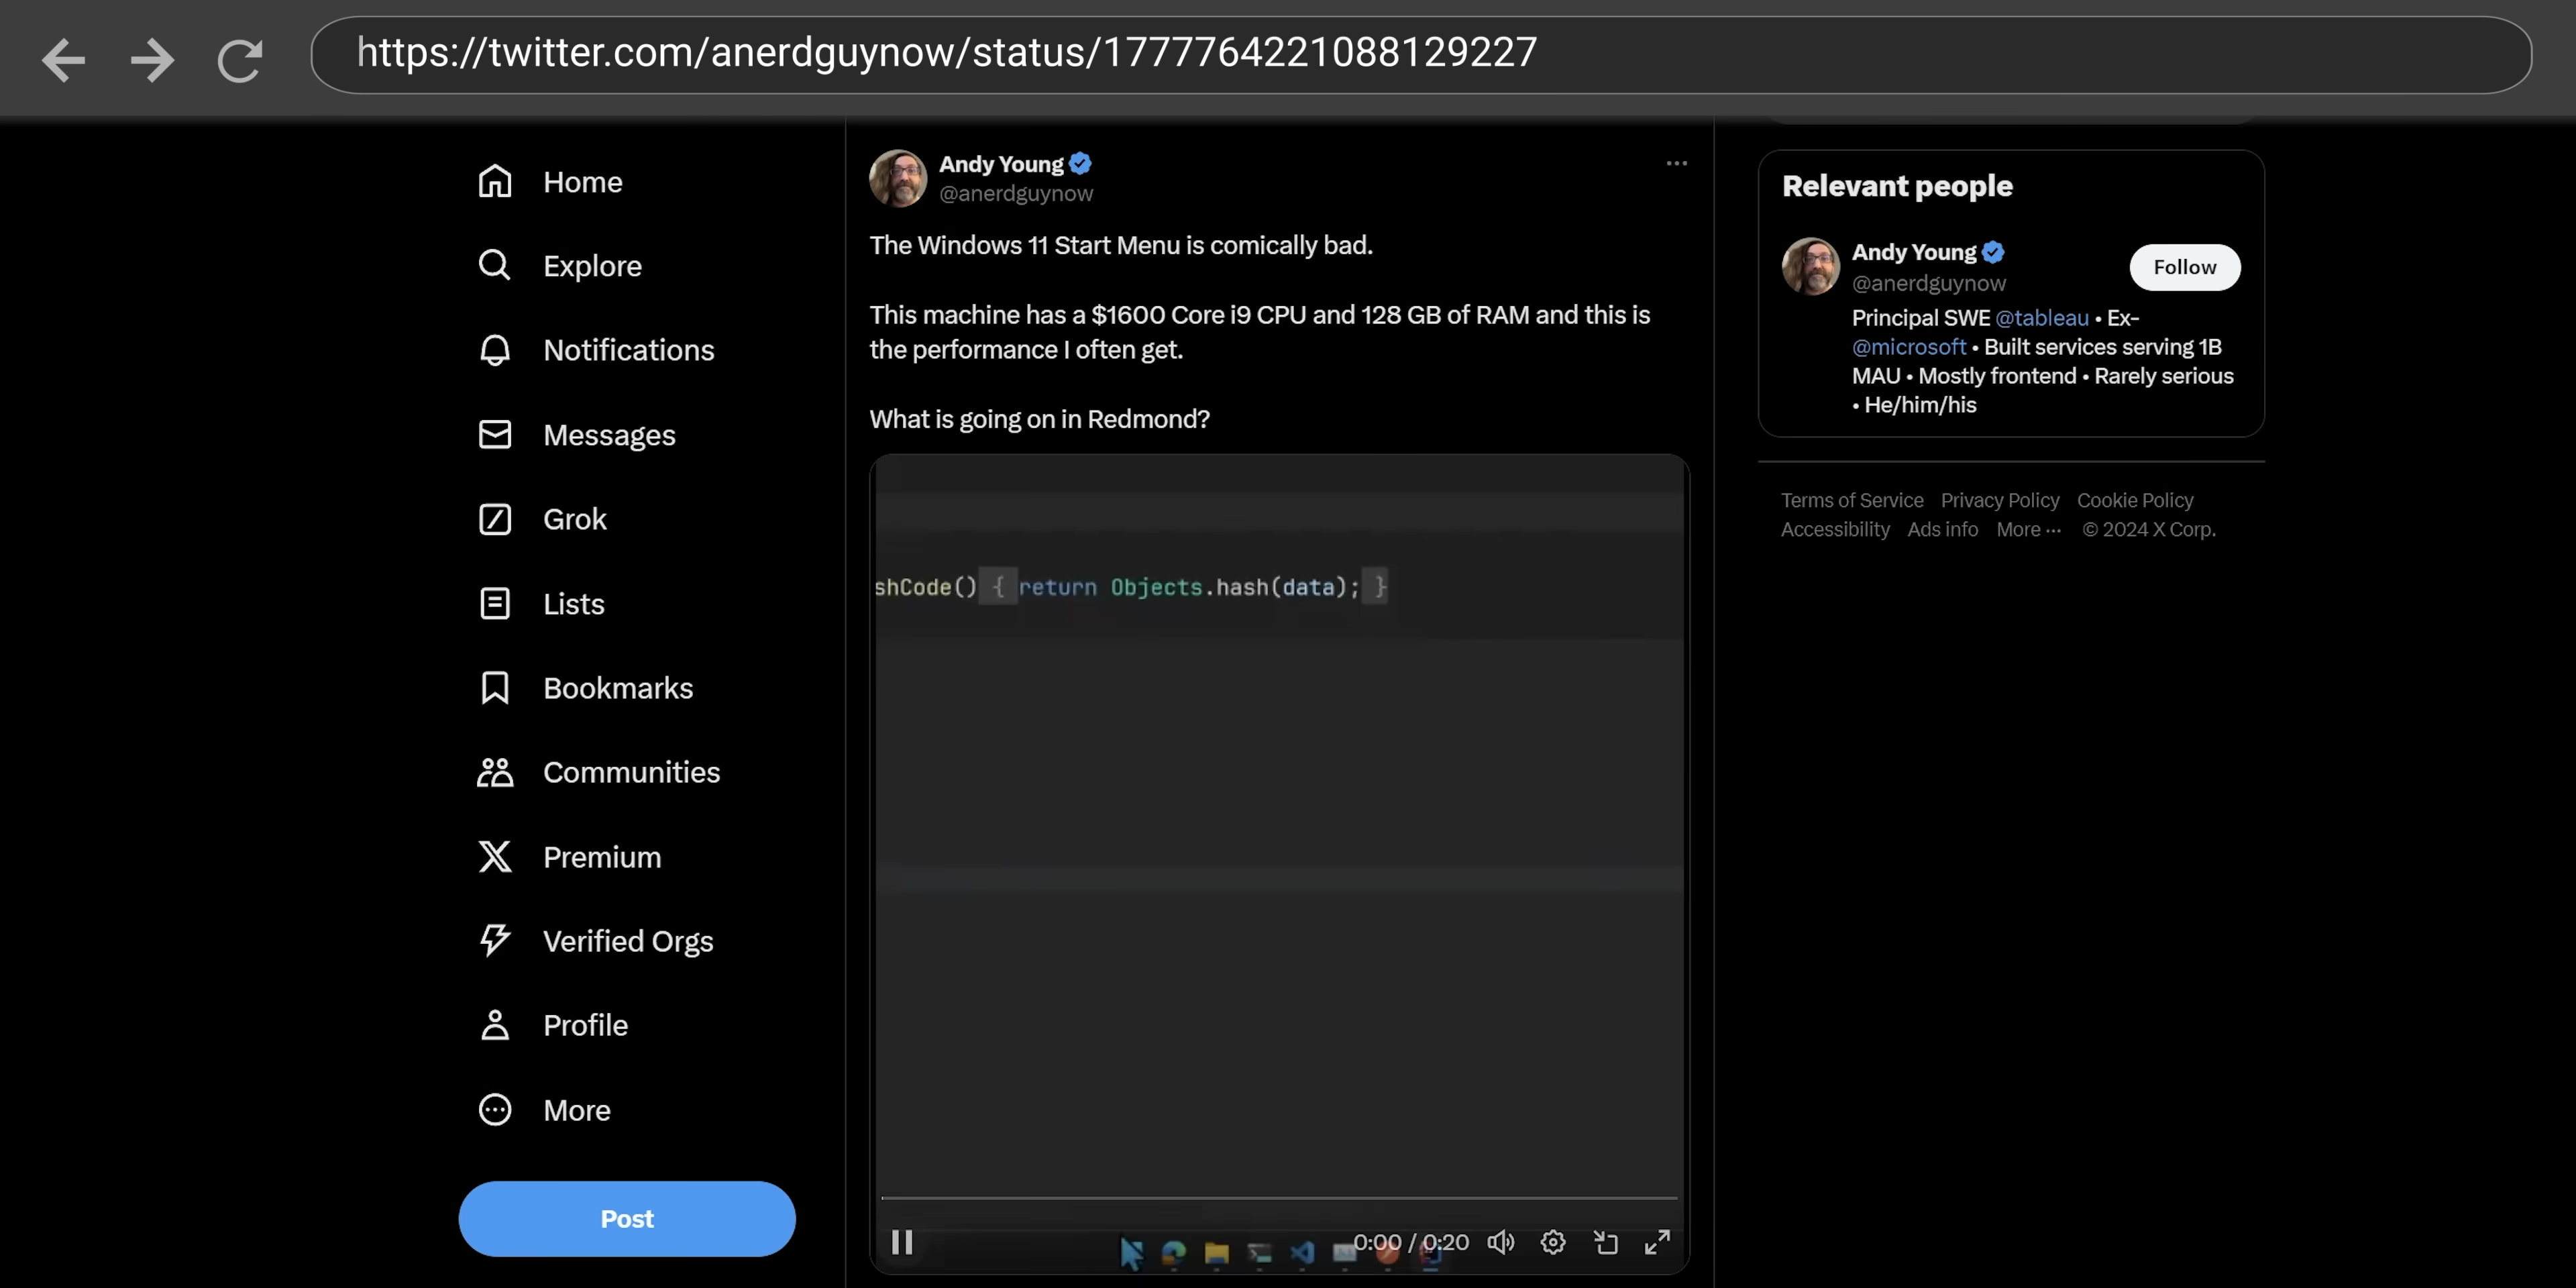 https://twitter.com/anerdguynow/status/1777764221088129227
Home
Explore
Notifications
Messages
Grok
Lists
Bookmarks
Communities
Premium
Verified Orgs
Profile
More
Post
Andy Young
@anerdguynow
The Windows 11 Start Menu is comically bad.
This machine has a $1600 Core i9 CPU and 128 GB of RAM and this is
the performance I often get.
What is going on in Redmond?
shCode() { return Objects.hash(data); }
0:00 / 0:20
Relevant people
Andy Young
@anerdguynow
Follow
Principal SWE @tableau • Ex-
@microsoft • Built services serving 1B
MAU • Mostly frontend • Rarely serious
• He/him/his
Terms of Service Privacy Policy Cookie Policy
Accessibility Ads info More ··· © 2024 X Corp.